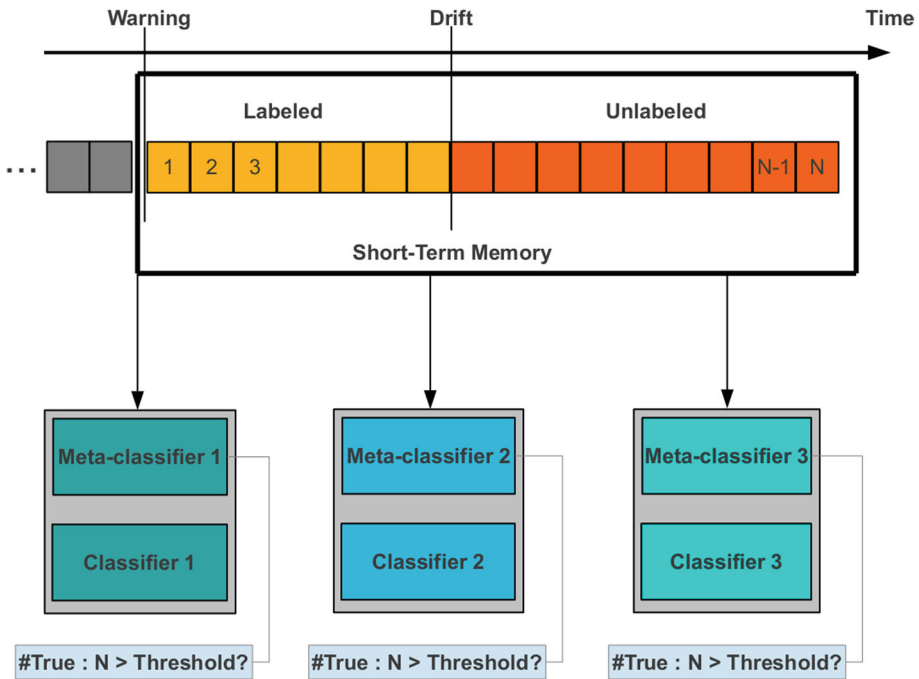 Warning Drift Time
Labeled Unlabeled
... 1 2 3 N-1 N
Short-Term Memory
Meta-classifier 1 Meta-classifier 2 Meta-classifier 3
Classifier 1 Classifier 2 Classifier 3
#True : N > Threshold? #True : N > Threshold? #True : N > Threshold?